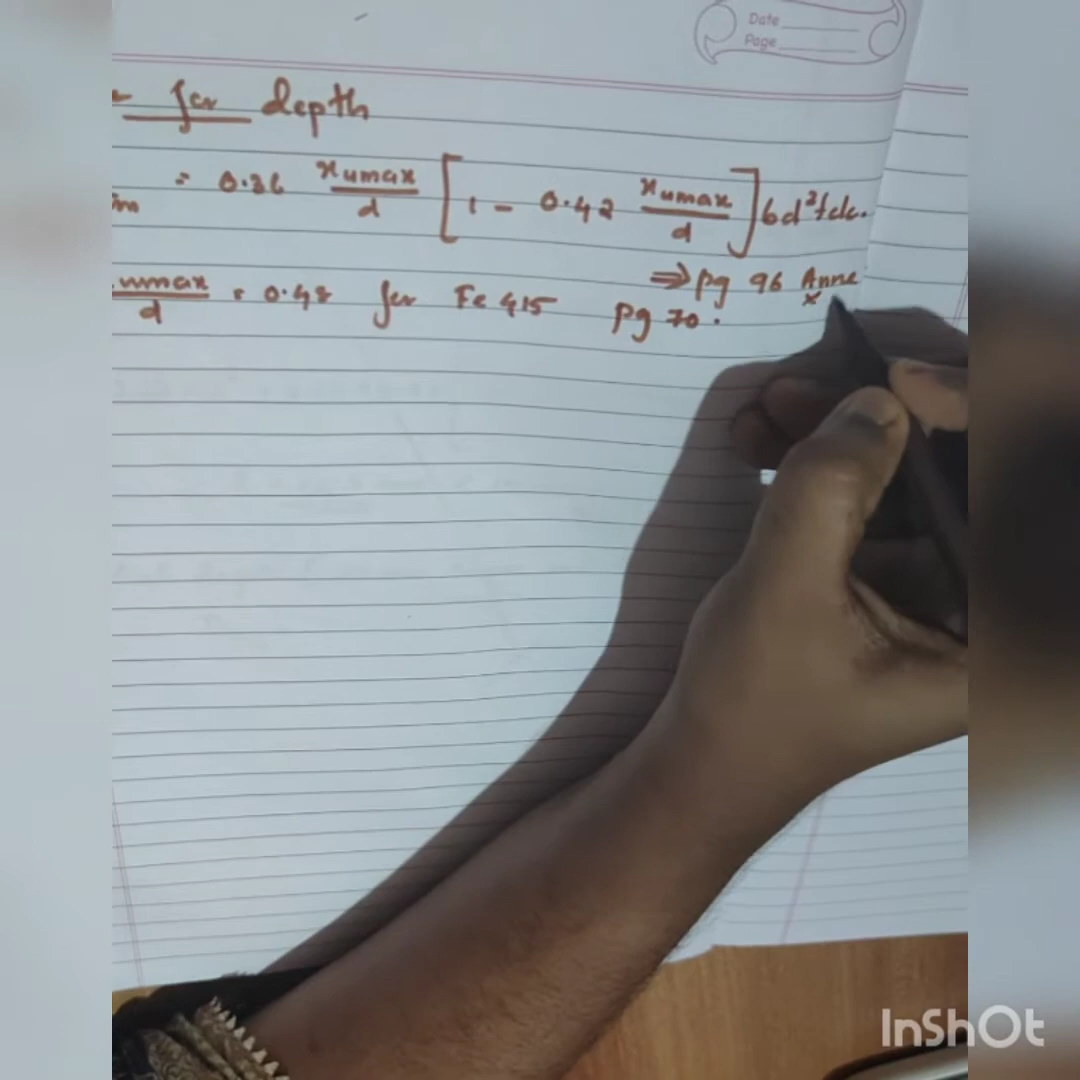 Date
Page
for depth
= 0.36 xumax/d [1 - 0.42 xumax/d] bd²fck.
im
⇒ pg 96 Annex
umax/d = 0.48 for Fe 415 pg 70.
InShOt